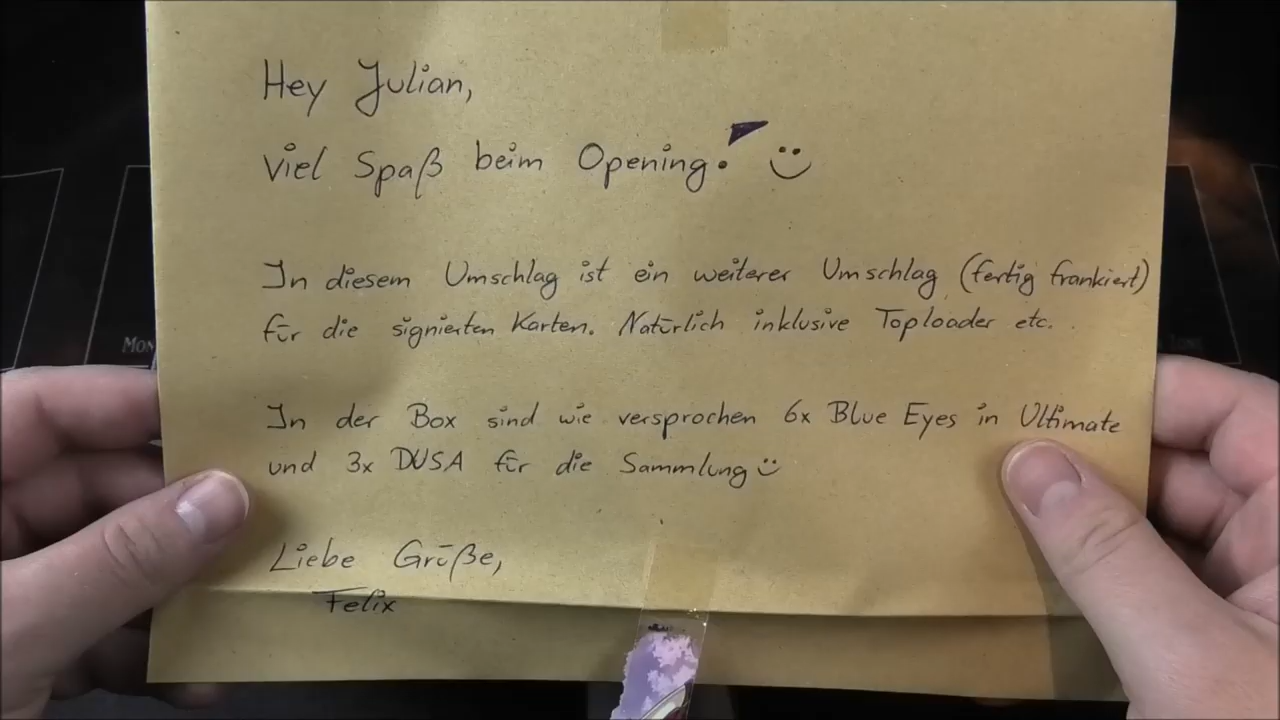 Hey Julian,
viel Spaß beim Opening! :)
In diesem Umschlag ist ein weiterer Umschlag (fertig frankiert)
für die signierten Karten. Natürlich inklusive Toploader etc.
In der Box sind wie versprochen 6x Blue Eyes in Ultimate
und 3x DUSA für die Sammlung :)
Liebe Grüße,
Felix